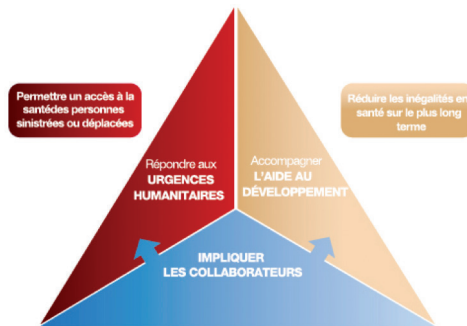 Permettre un accès à la
santédes personnes
sinistrées ou déplacées
Réduire les inégalités en
santé sur le plus long
terme
Répondre aux
URGENCES
HUMANITAIRES
Accompagner
L'AIDE AU
DÉVELOPPEMENT
IMPLIQUER
LES COLLABORATEURS